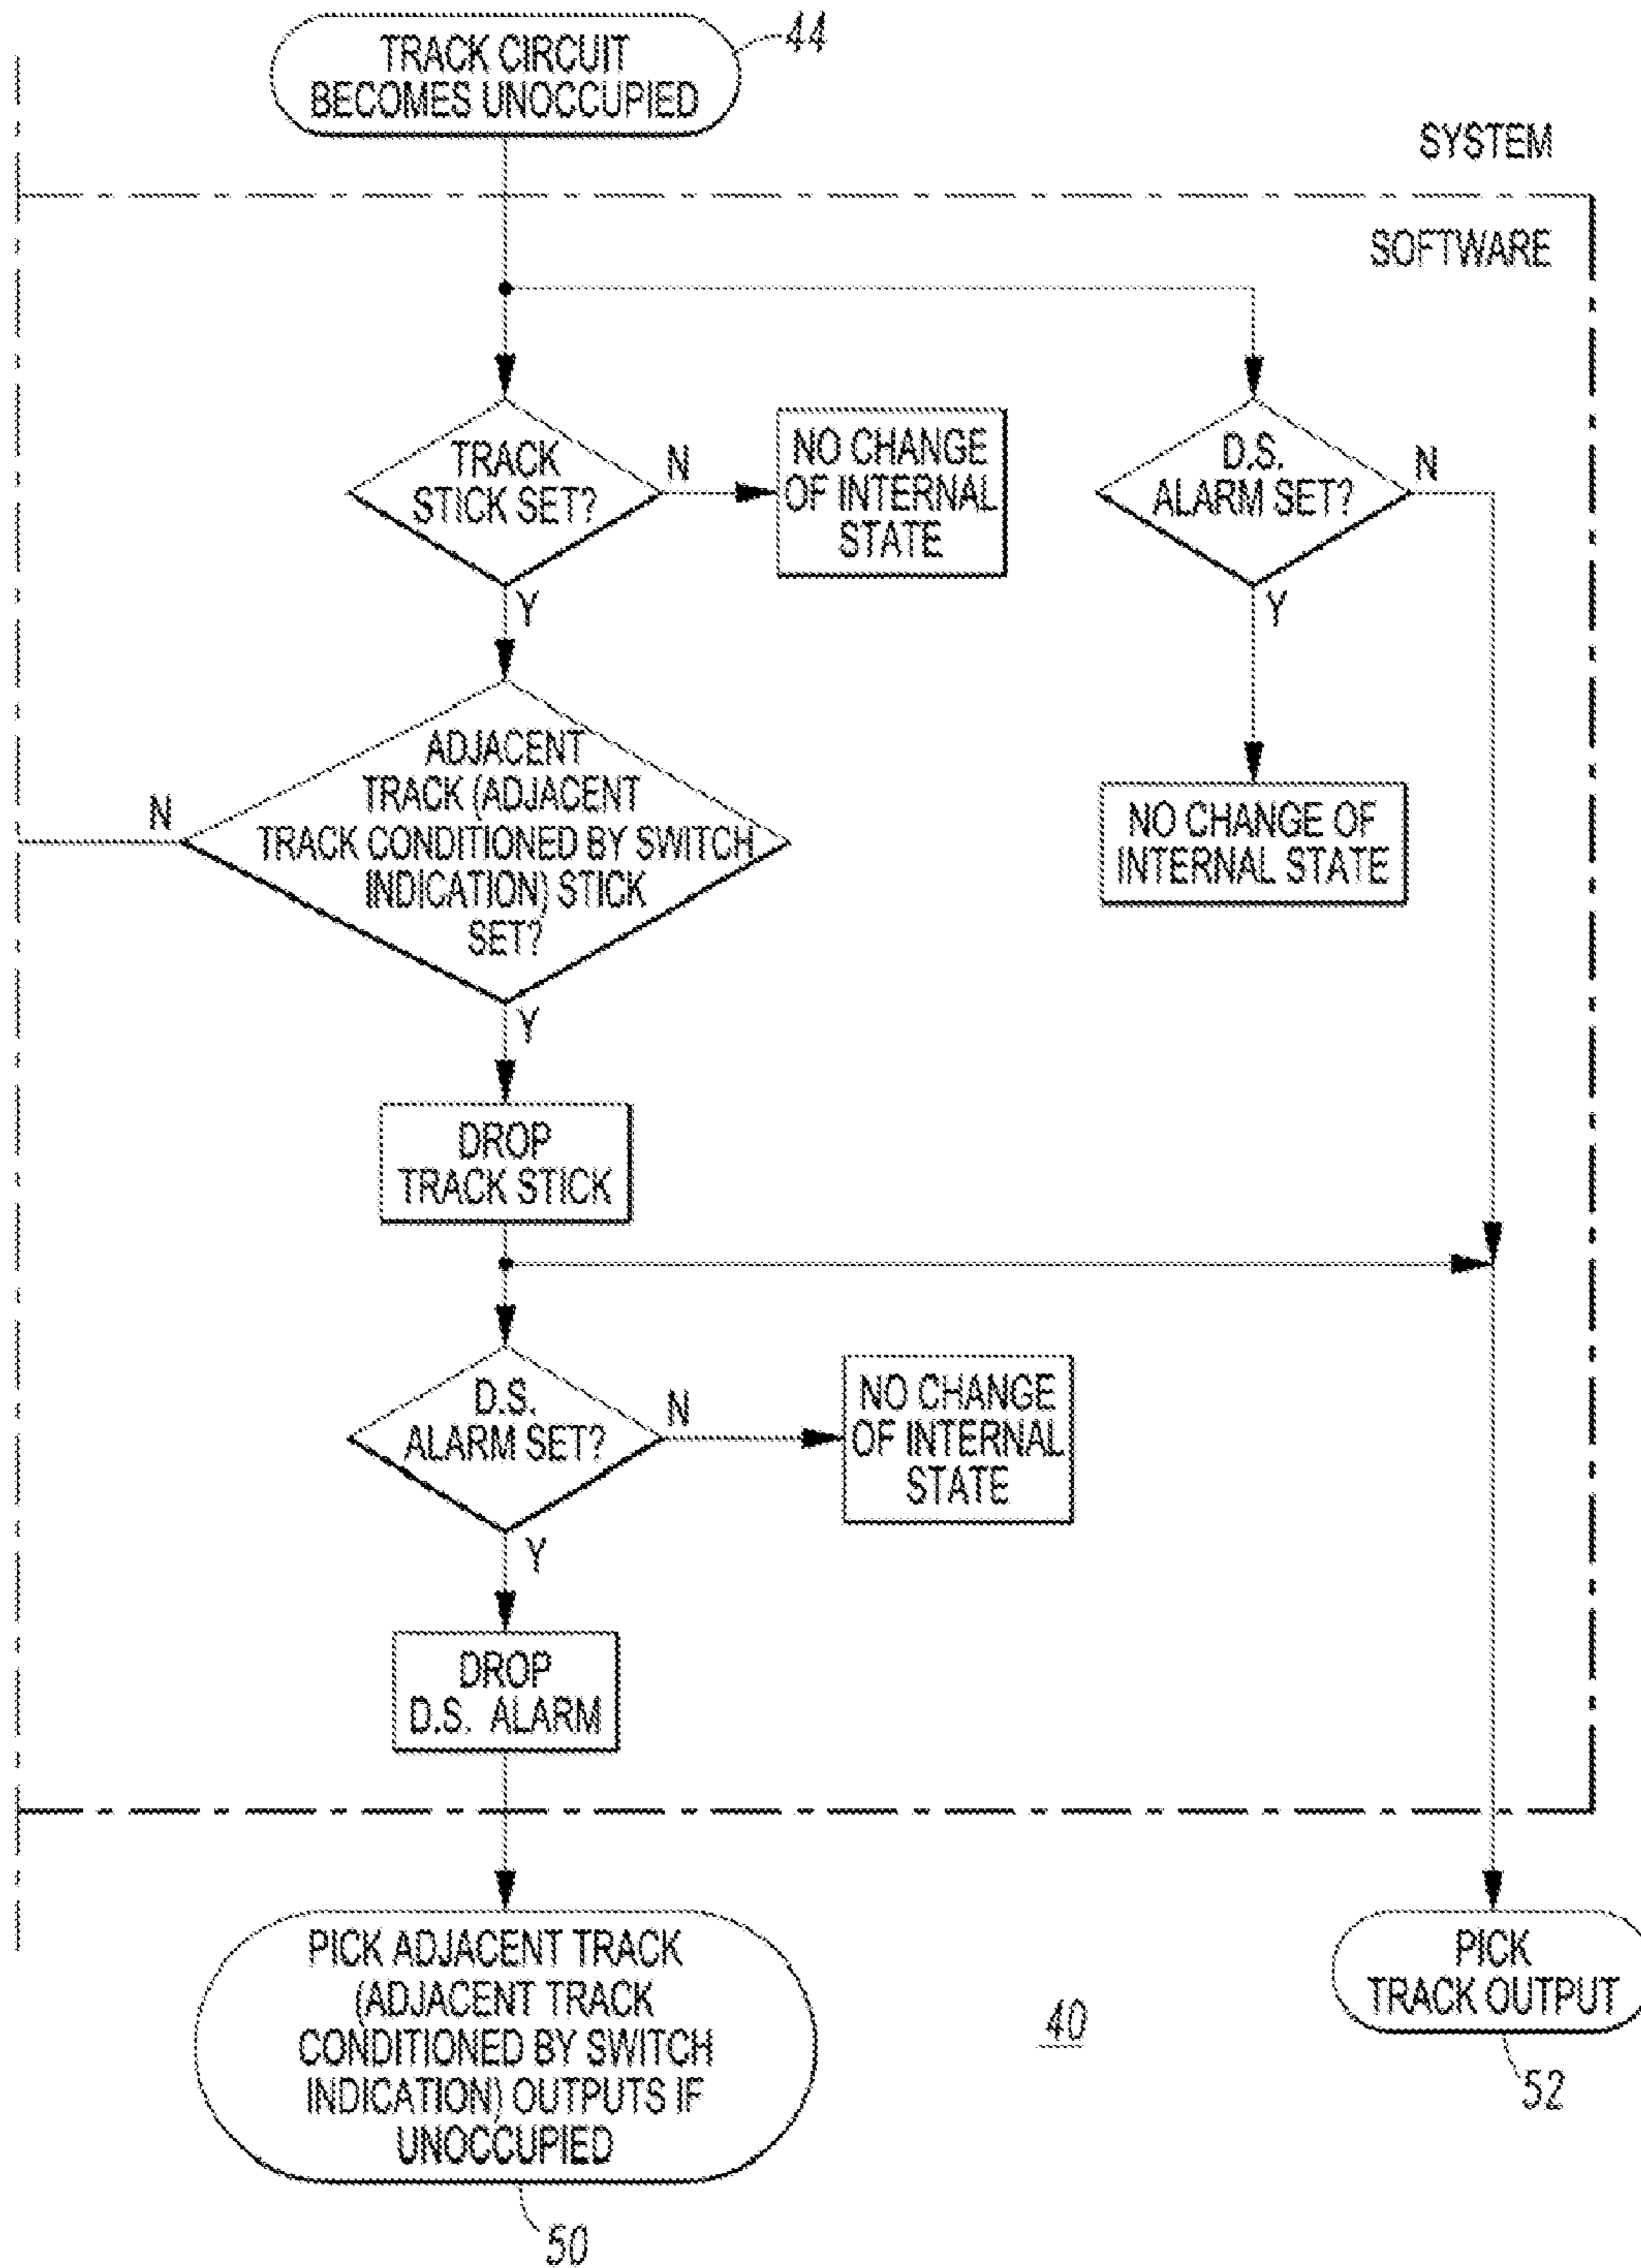 TRACK CIRCUIT
BECOMES UNOCCUPIED
44
SYSTEM
SOFTWARE
TRACK
STICK SET?
N
Y
NO CHANGE
OF INTERNAL
STATE
D.S.
ALARM SET?
N
Y
ADJACENT
TRACK (ADJACENT
TRACK CONDITIONED BY SWITCH
INDICATION) STICK
SET?
N
Y
NO CHANGE OF
INTERNAL STATE
DROP
TRACK STICK
D.S.
ALARM SET?
N
Y
NO CHANGE
OF INTERNAL
STATE
DROP
D.S. ALARM
PICK ADJACENT TRACK
(ADJACENT TRACK
CONDITIONED BY SWITCH
INDICATION) OUTPUTS IF
UNOCCUPIED
50
40
PICK
TRACK OUTPUT
52